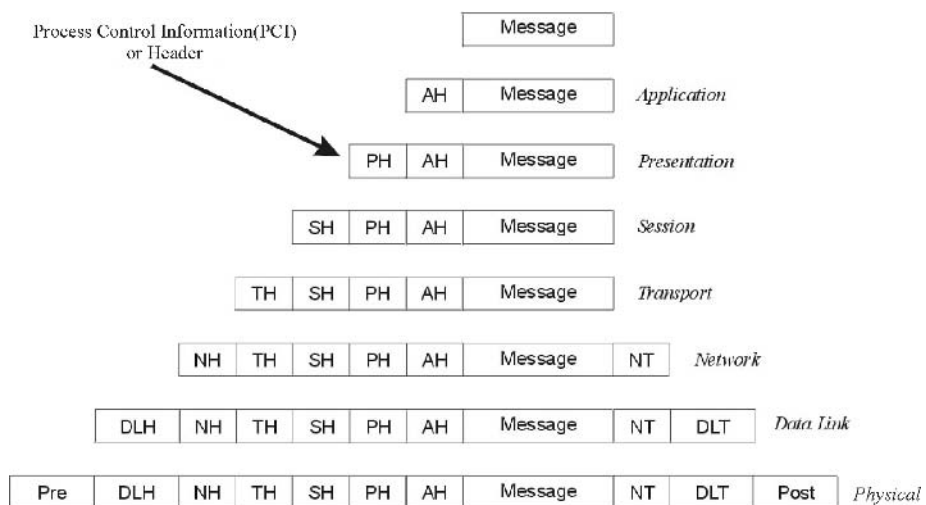 Process Control Information(PCI)
or Header
Message
AH Message Application
PH AH Message Presentation
SH PH AH Message Session
TH SH PH AH Message Transport
NH TH SH PH AH Message NT Network
DLH NH TH SH PH AH Message NT DLT Data Link
Pre DLH NH TH SH PH AH Message NT DLT Post Physical